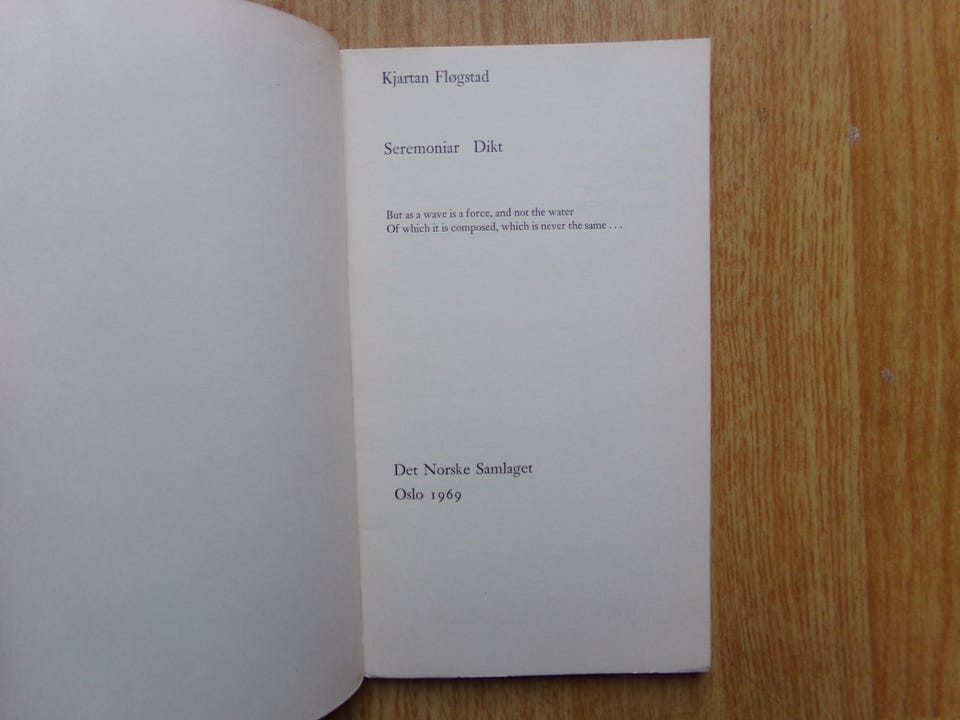 Kjartan Fløgstad
Seremoniar Dikt
But as a wave is a force, and not the water
Of which it is composed, which is never the same . . .
Det Norske Samlaget
Oslo 1969